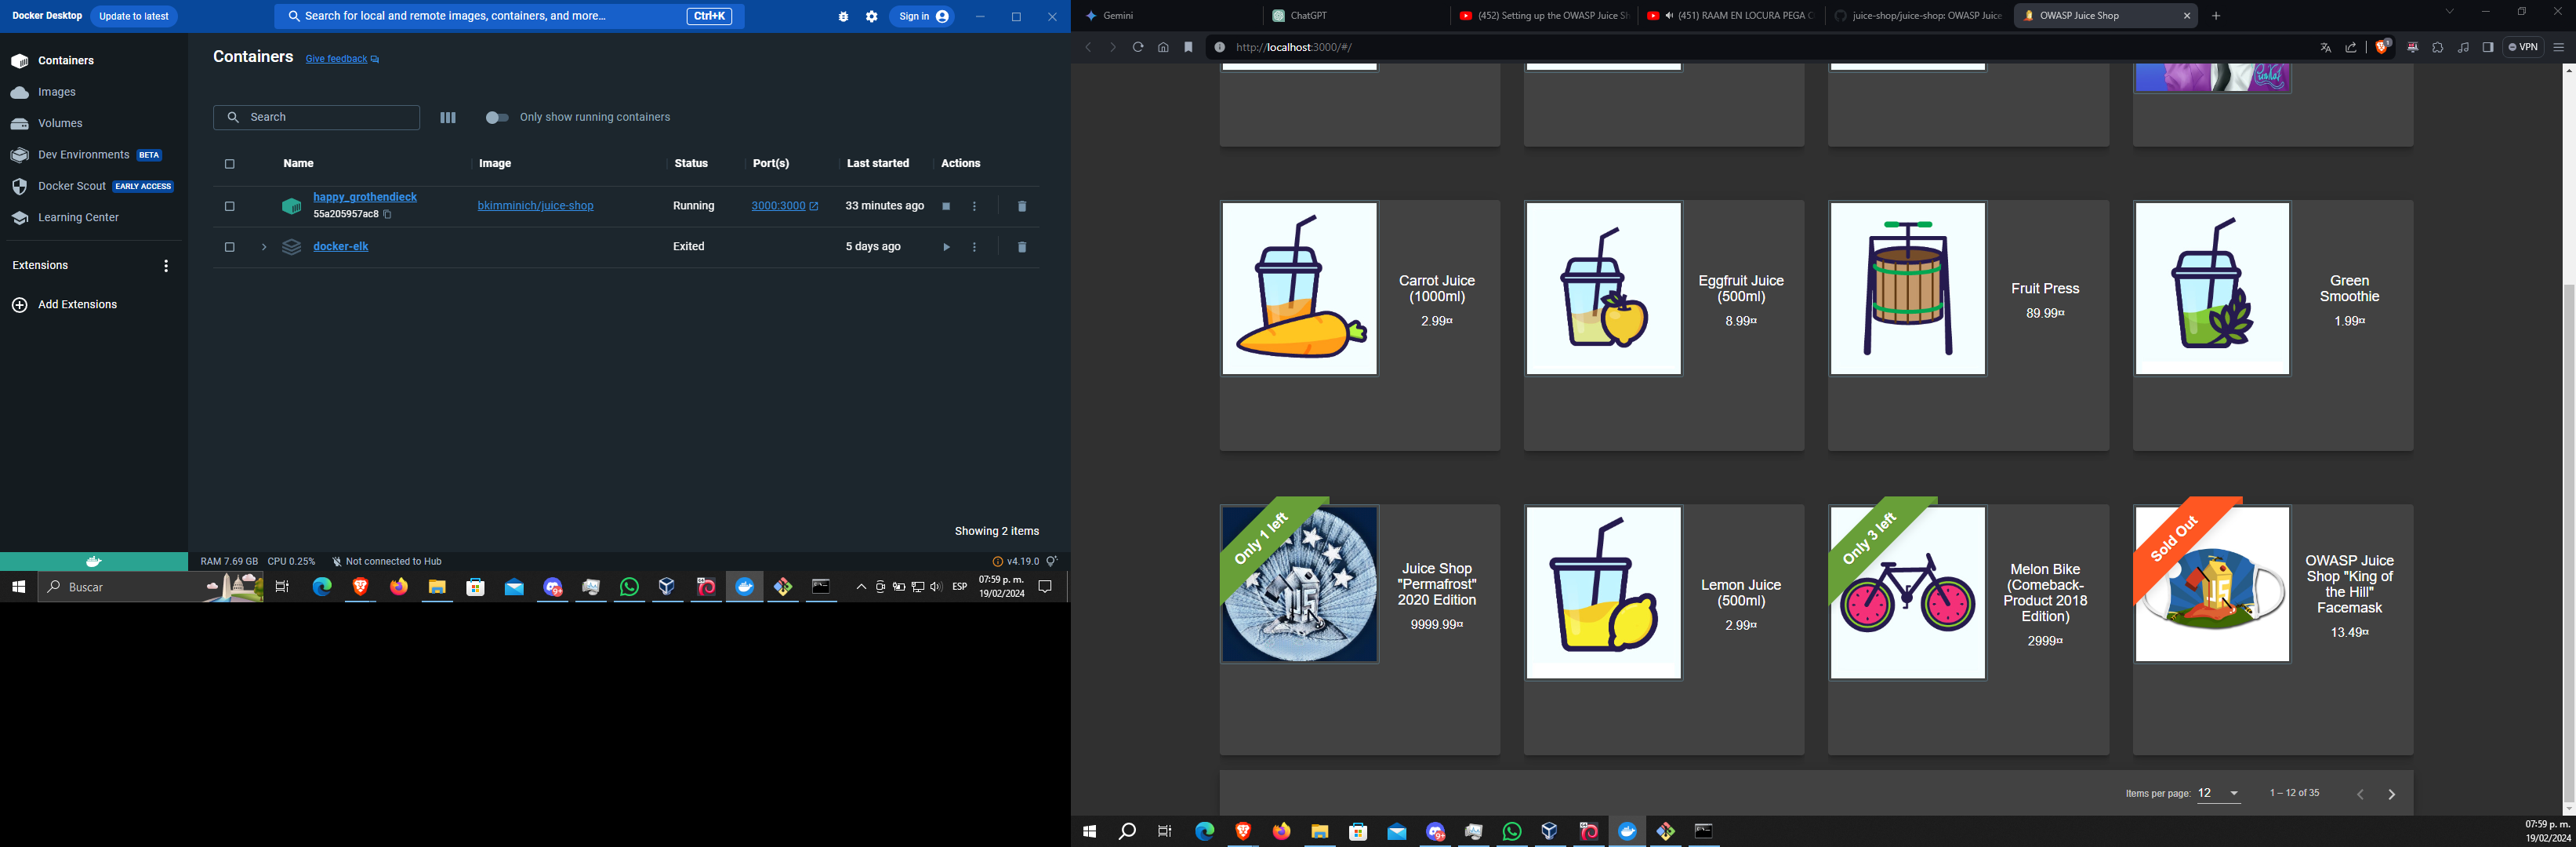 Docker Desktop Update to latest
Search for local and remote images, containers, and more...
Ctrl+K
Sign in
Containers
Images
Volumes
Dev Environments BETA
Docker Scout EARLY ACCESS
Learning Center
Extensions
Add Extensions
Containers Give feedback
Search
Only show running containers
Name Image Status Port(s) Last started Actions
happy_grothendieck
55a205957ac8
bkimminich/juice-shop
Running
3000:3000
33 minutes ago
docker-elk
Exited
5 days ago
Showing 2 items
RAM 7.69 GB CPU 0.25% Not connected to Hub
v4.19.0
Buscar
ESP
07:59 p. m.
19/02/2024
Gemini
ChatGPT
(452) Setting up the OWASP Juice Sh
(451) RAAM EN LOCURA PEGA C
juice-shop/juice-shop: OWASP Juice
OWASP Juice Shop
http://localhost:3000/#/
VPN
Carrot Juice
(1000ml)
2.99¤
Eggfruit Juice
(500ml)
8.99¤
Fruit Press
89.99¤
Green
Smoothie
1.99¤
Only 1 left
Juice Shop
"Permafrost"
2020 Edition
9999.99¤
Lemon Juice
(500ml)
2.99¤
Only 3 left
Melon Bike
(Comeback-
Product 2018
Edition)
2999¤
Sold Out
OWASP Juice
Shop "King of
the Hill"
Facemask
13.49¤
Items per page: 12
1 – 12 of 35
07:59 p. m.
19/02/2024